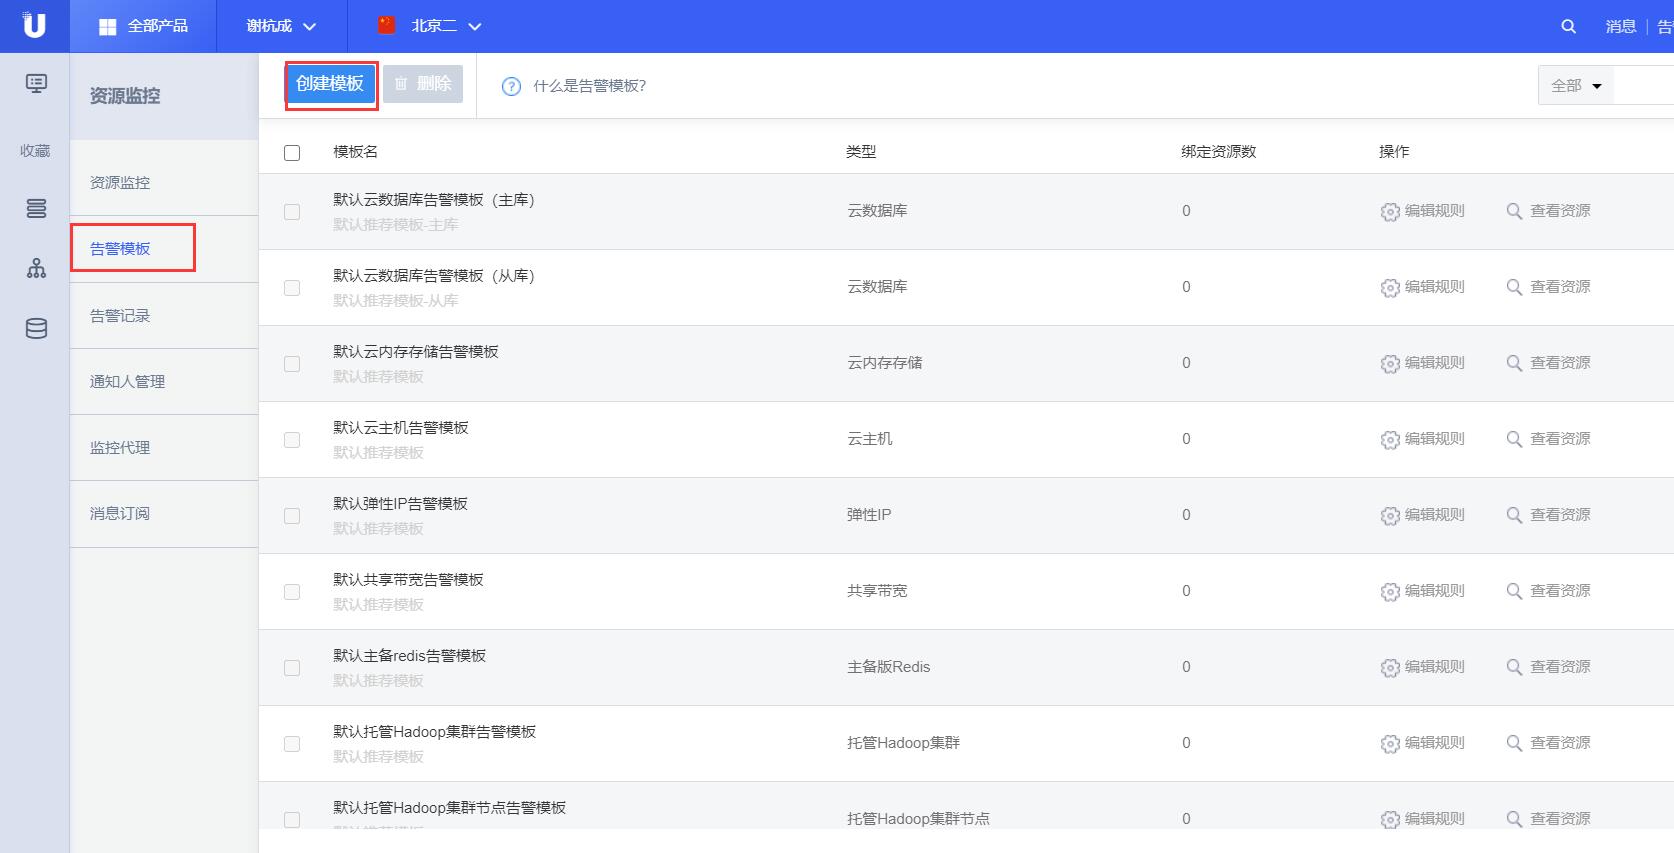 U 全部产品 谢杭成 北京二 消息 告
收藏
资源监控
资源监控
告警模板
告警记录
通知人管理
监控代理
消息订阅
创建模板 删除 ? 什么是告警模板? 全部
模板名 类型 绑定资源数 操作
默认云数据库告警模板（主库） 云数据库 0 编辑规则 查看资源
默认推荐模板-主库
默认云数据库告警模板（从库） 云数据库 0 编辑规则 查看资源
默认推荐模板-从库
默认云内存存储告警模板 云内存存储 0 编辑规则 查看资源
默认推荐模板
默认云主机告警模板 云主机 0 编辑规则 查看资源
默认推荐模板
默认弹性IP告警模板 弹性IP 0 编辑规则 查看资源
默认推荐模板
默认共享带宽告警模板 共享带宽 0 编辑规则 查看资源
默认推荐模板
默认主备redis告警模板 主备版Redis 0 编辑规则 查看资源
默认推荐模板
默认托管Hadoop集群告警模板 托管Hadoop集群 0 编辑规则 查看资源
默认推荐模板
默认托管Hadoop集群节点告警模板 托管Hadoop集群节点 0 编辑规则 查看资源